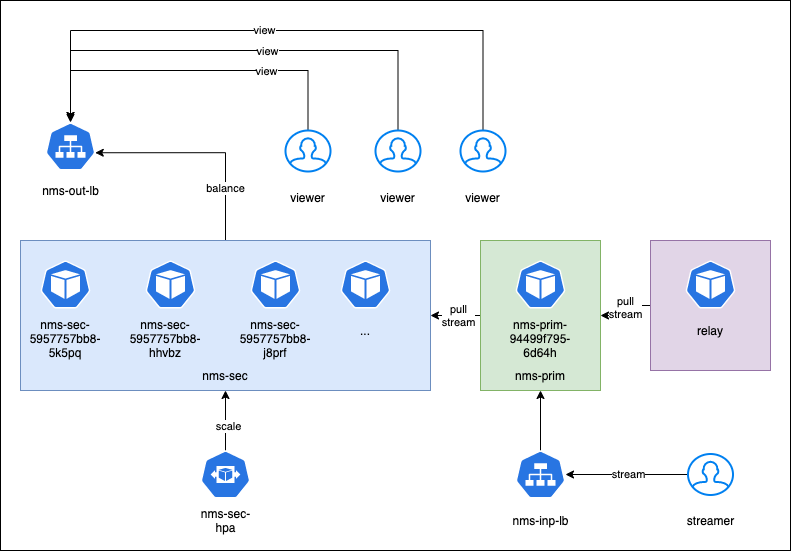 view
view
view
nms-out-lb
viewer
viewer
viewer
balance
nms-sec-
5957757bb8-
5k5pq
nms-sec-
5957757bb8-
hhvbz
nms-sec-
5957757bb8-
j8prf
...
nms-sec
pull
stream
nms-prim-
94499f795-
6d64h
nms-prim
pull
stream
relay
scale
nms-sec-
hpa
nms-inp-lb
stream
streamer